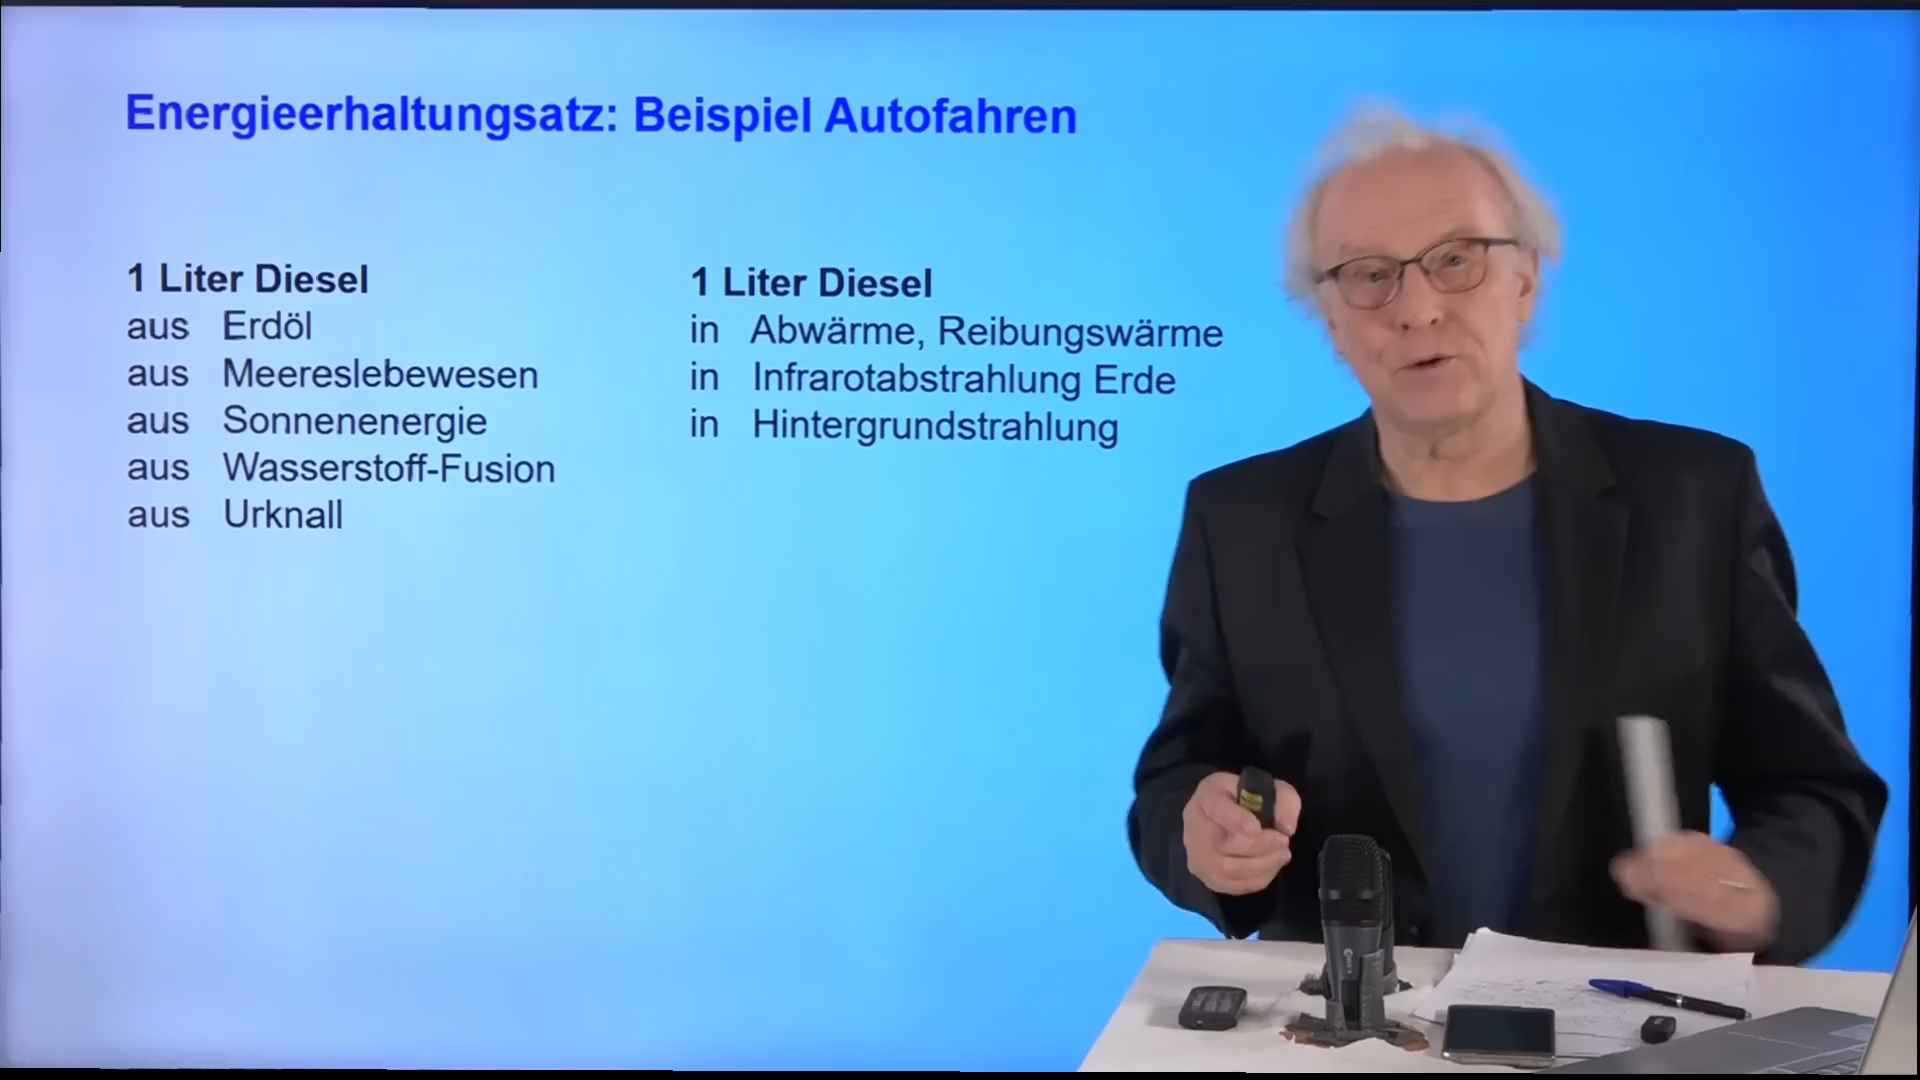 Energieerhaltungsatz: Beispiel Autofahren
1 Liter Diesel
aus Erdöl
aus Meereslebewesen
aus Sonnenenergie
aus Wasserstoff-Fusion
aus Urknall
1 Liter Diesel
in Abwärme, Reibungswärme
in Infrarotabstrahlung Erde
in Hintergrundstrahlung